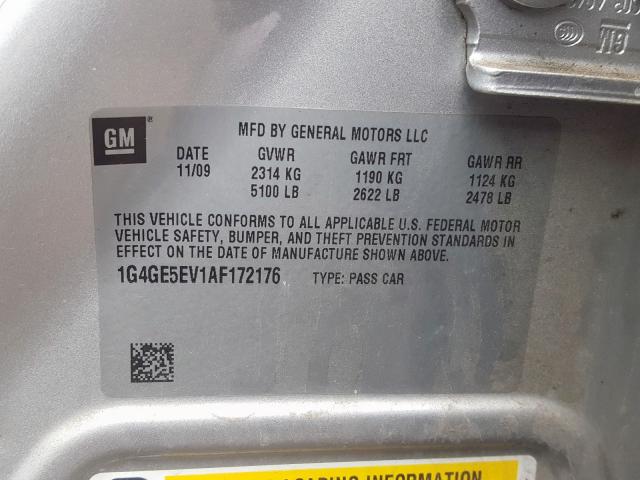 GM
MFD BY GENERAL MOTORS LLC
DATE GVWR GAWR FRT GAWR RR
11/09 2314 KG 1190 KG 1124 KG
5100 LB 2622 LB 2478 LB
THIS VEHICLE CONFORMS TO ALL APPLICABLE U.S. FEDERAL MOTOR
VEHICLE SAFETY, BUMPER, AND THEFT PREVENTION STANDARDS IN
EFFECT ON THE DATE OF MANUFACTURE SHOWN ABOVE.
1G4GE5EV1AF172176 TYPE: PASS CAR
LOADING INFORMATION